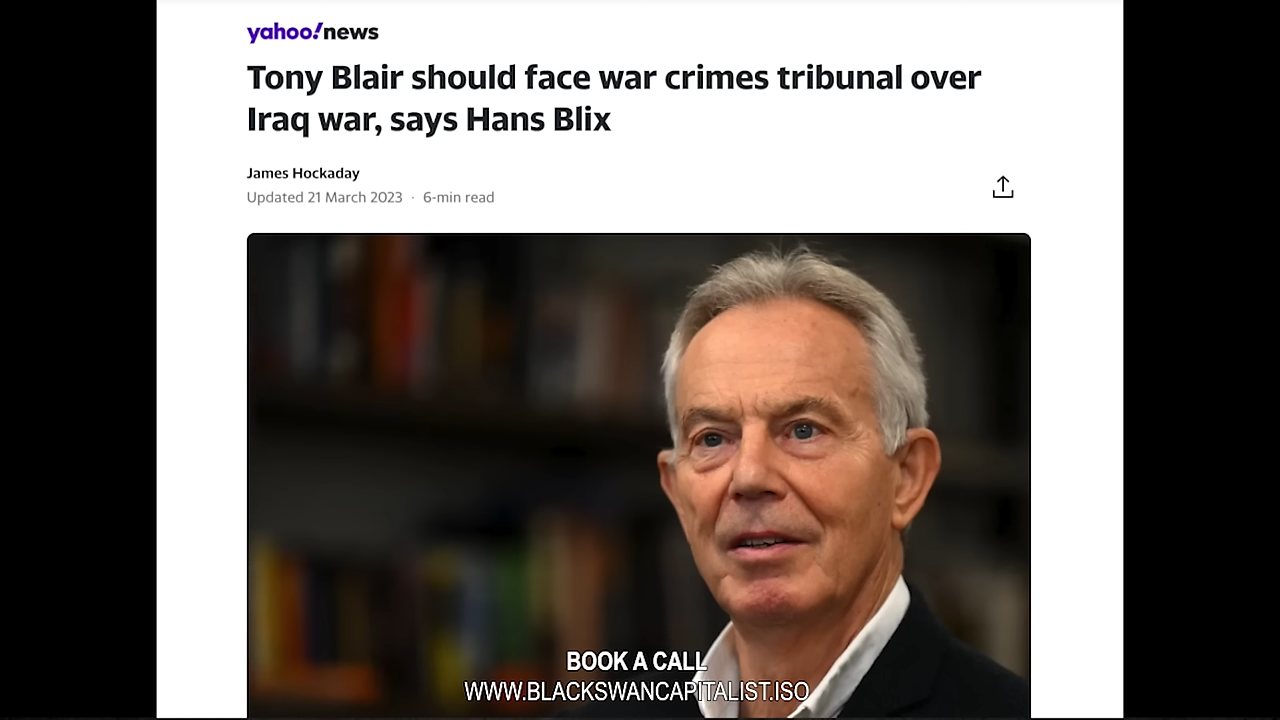 yahoo!news
Tony Blair should face war crimes tribunal over
Iraq war, says Hans Blix
James Hockaday
Updated 21 March 2023 · 6-min read
BOOK A CALL
WWW.BLACKSWANCAPITALIST.ISO